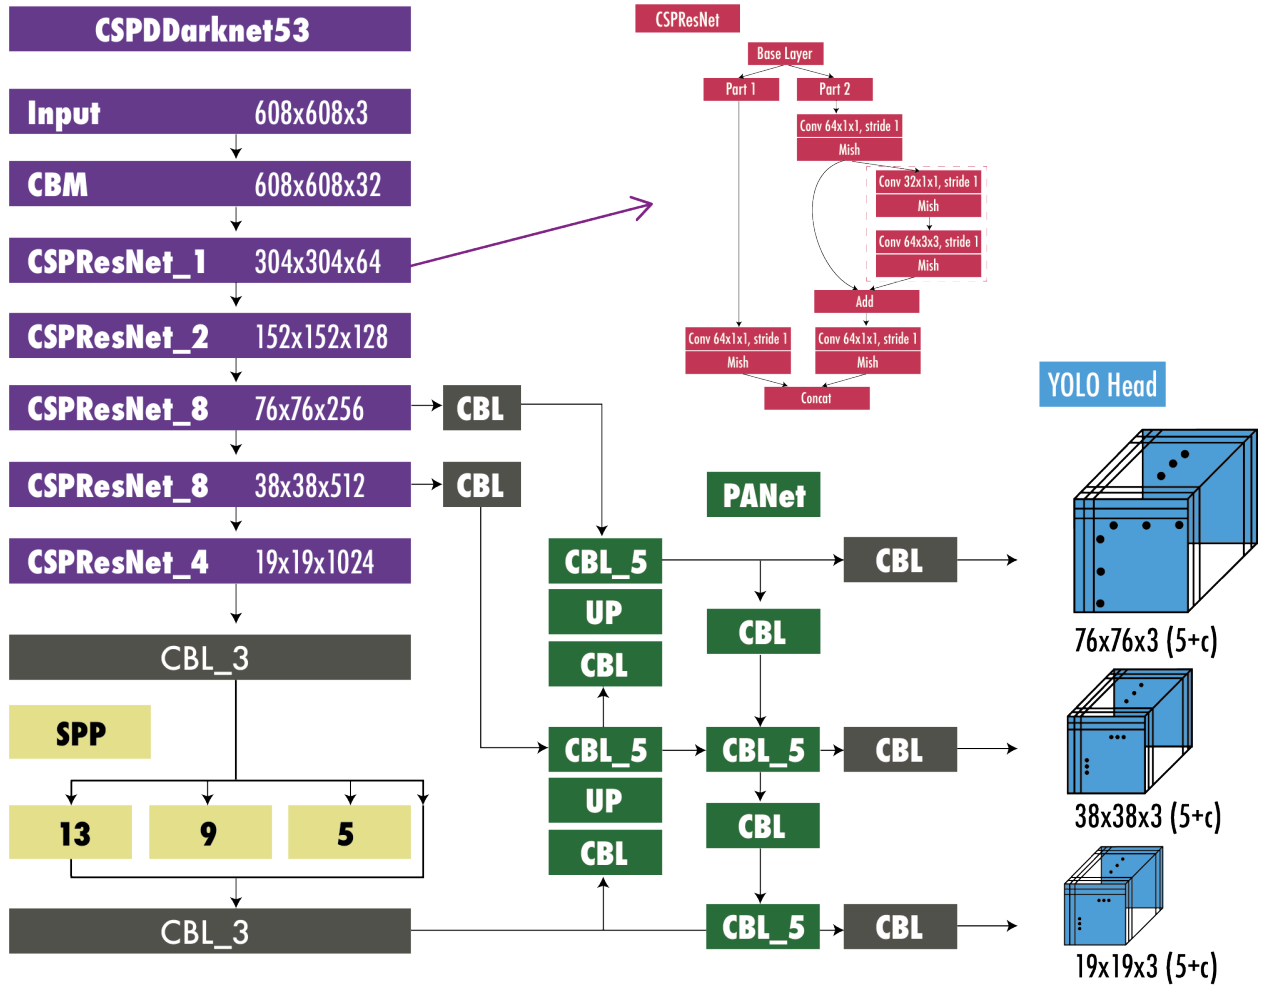 CSPDDarknet53
Input 608x608x3
CBM 608x608x32
CSPResNet_1 304x304x64
CSPResNet_2 152x152x128
CSPResNet_8 76x76x256
CBL
CSPResNet_8 38x38x512
CBL
CSPResNet_4 19x19x1024
CBL_3
SPP
13 9 5
CBL_3
CSPResNet
Base Layer
Part 1 Part 2
Conv 64x1x1, stride 1
Mish
Conv 32x1x1, stride 1
Mish
Conv 64x3x3, stride 1
Mish
Add
Conv 64x1x1, stride 1 Conv 64x1x1, stride 1
Mish Mish
Concat
PANet
CBL_5
UP
CBL
CBL_5
UP
CBL
CBL
CBL_5
CBL
CBL_5
CBL
CBL
CBL
YOLO Head
76x76x3 (5+c)
38x38x3 (5+c)
19x19x3 (5+c)